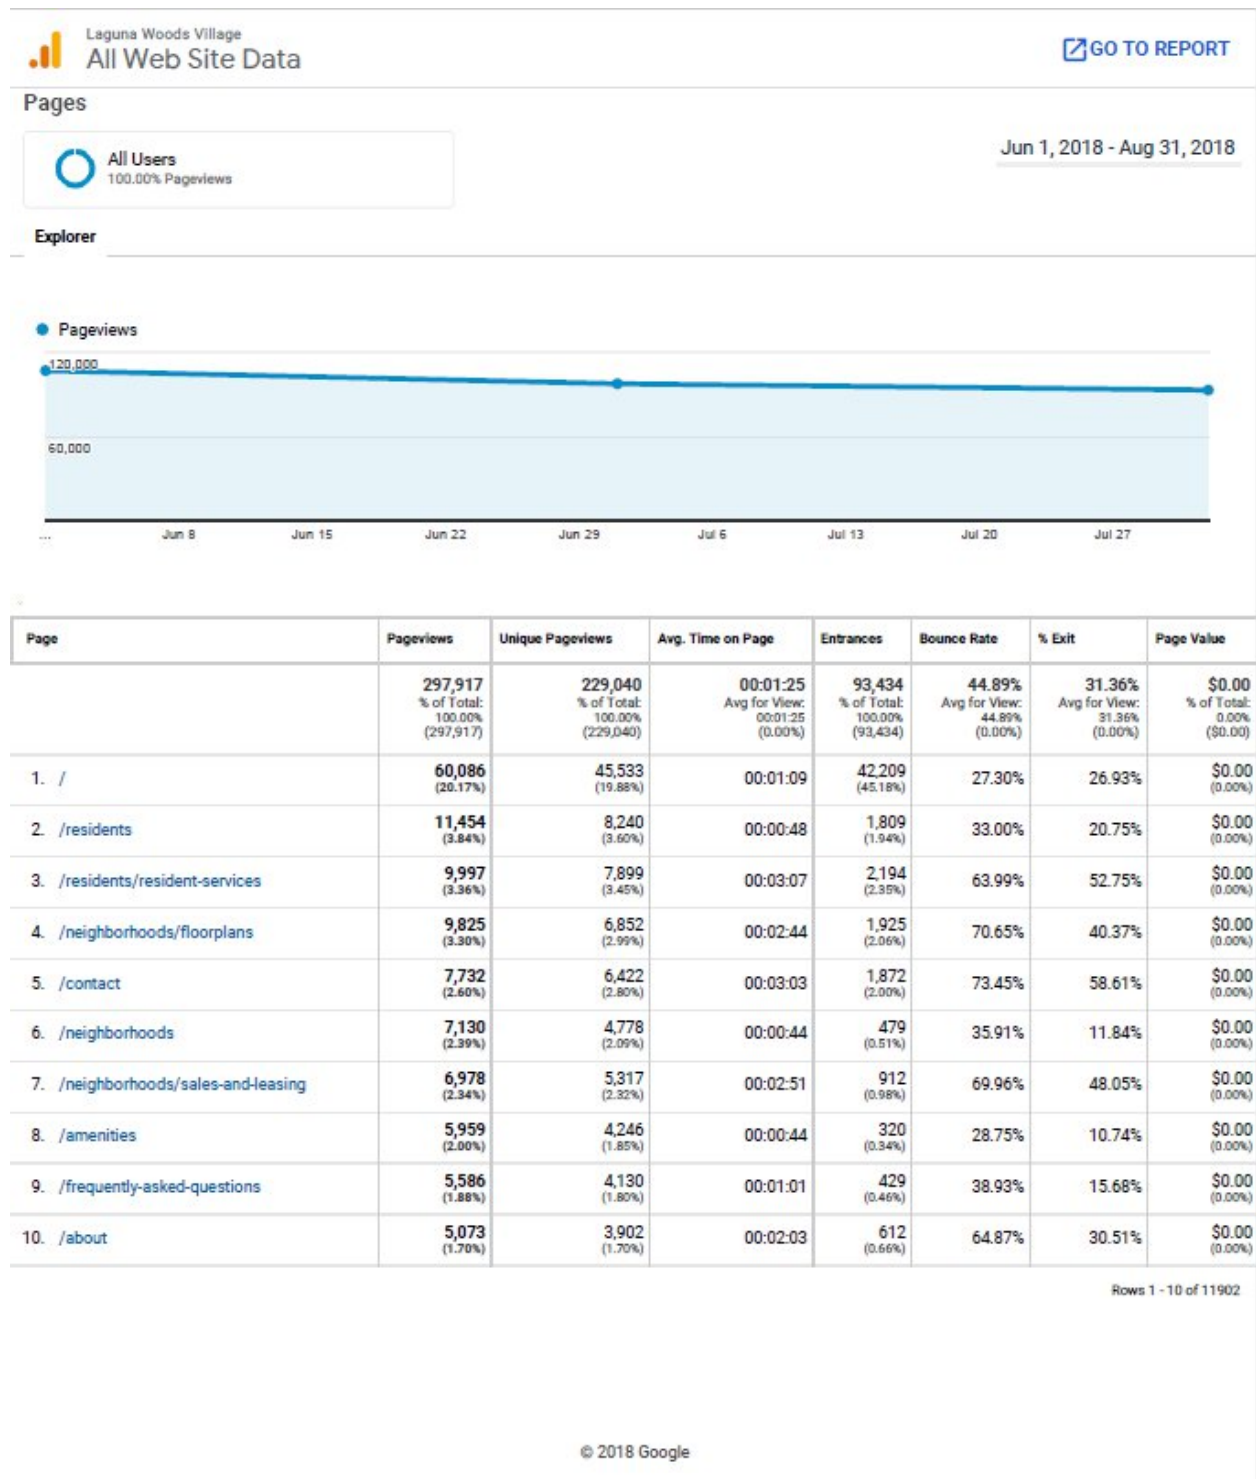 Laguna Woods Village
All Web Site Data
GO TO REPORT
Pages
All Users
100.00% Pageviews
Jun 1, 2018 - Aug 31, 2018
Explorer
Pageviews
120,000
60,000
... Jun 8 Jun 15 Jun 22 Jun 29 Jul 6 Jul 13 Jul 20 Jul 27
Page Pageviews Unique Pageviews Avg. Time on Page Entrances Bounce Rate % Exit Page Value
297,917 229,040 00:01:25 93,434 44.89% 31.36% $0.00
% of Total: % of Total: Avg for View: % of Total: Avg for View: Avg for View: % of Total:
100.00% 100.00% 00:01:25 100.00% 44.89% 31.36% 0.00%
(297,917) (229,040) (0.00%) (93,434) (0.00%) (0.00%) ($0.00)
1. / 60,086 45,533 00:01:09 42,209 27.30% 26.93% $0.00
(20.17%) (19.88%) (45.18%) (0.00%)
2. /residents 11,454 8,240 00:00:48 1,809 33.00% 20.75% $0.00
(3.84%) (3.60%) (1.94%) (0.00%)
3. /residents/resident-services 9,997 7,899 00:03:07 2,194 63.99% 52.75% $0.00
(3.36%) (3.45%) (2.35%) (0.00%)
4. /neighborhoods/floorplans 9,825 6,852 00:02:44 1,925 70.65% 40.37% $0.00
(3.30%) (2.99%) (2.06%) (0.00%)
5. /contact 7,732 6,422 00:03:03 1,872 73.45% 58.61% $0.00
(2.60%) (2.80%) (2.00%) (0.00%)
6. /neighborhoods 7,130 4,778 00:00:44 479 35.91% 11.84% $0.00
(2.39%) (2.09%) (0.51%) (0.00%)
7. /neighborhoods/sales-and-leasing 6,978 5,317 00:02:51 912 69.96% 48.05% $0.00
(2.34%) (2.32%) (0.98%) (0.00%)
8. /amenities 5,959 4,246 00:00:44 320 28.75% 10.74% $0.00
(2.00%) (1.85%) (0.34%) (0.00%)
9. /frequently-asked-questions 5,586 4,130 00:01:01 429 38.93% 15.68% $0.00
(1.88%) (1.80%) (0.46%) (0.00%)
10. /about 5,073 3,902 00:02:03 612 64.87% 30.51% $0.00
(1.70%) (1.70%) (0.66%) (0.00%)
Rows 1 - 10 of 11902
© 2018 Google